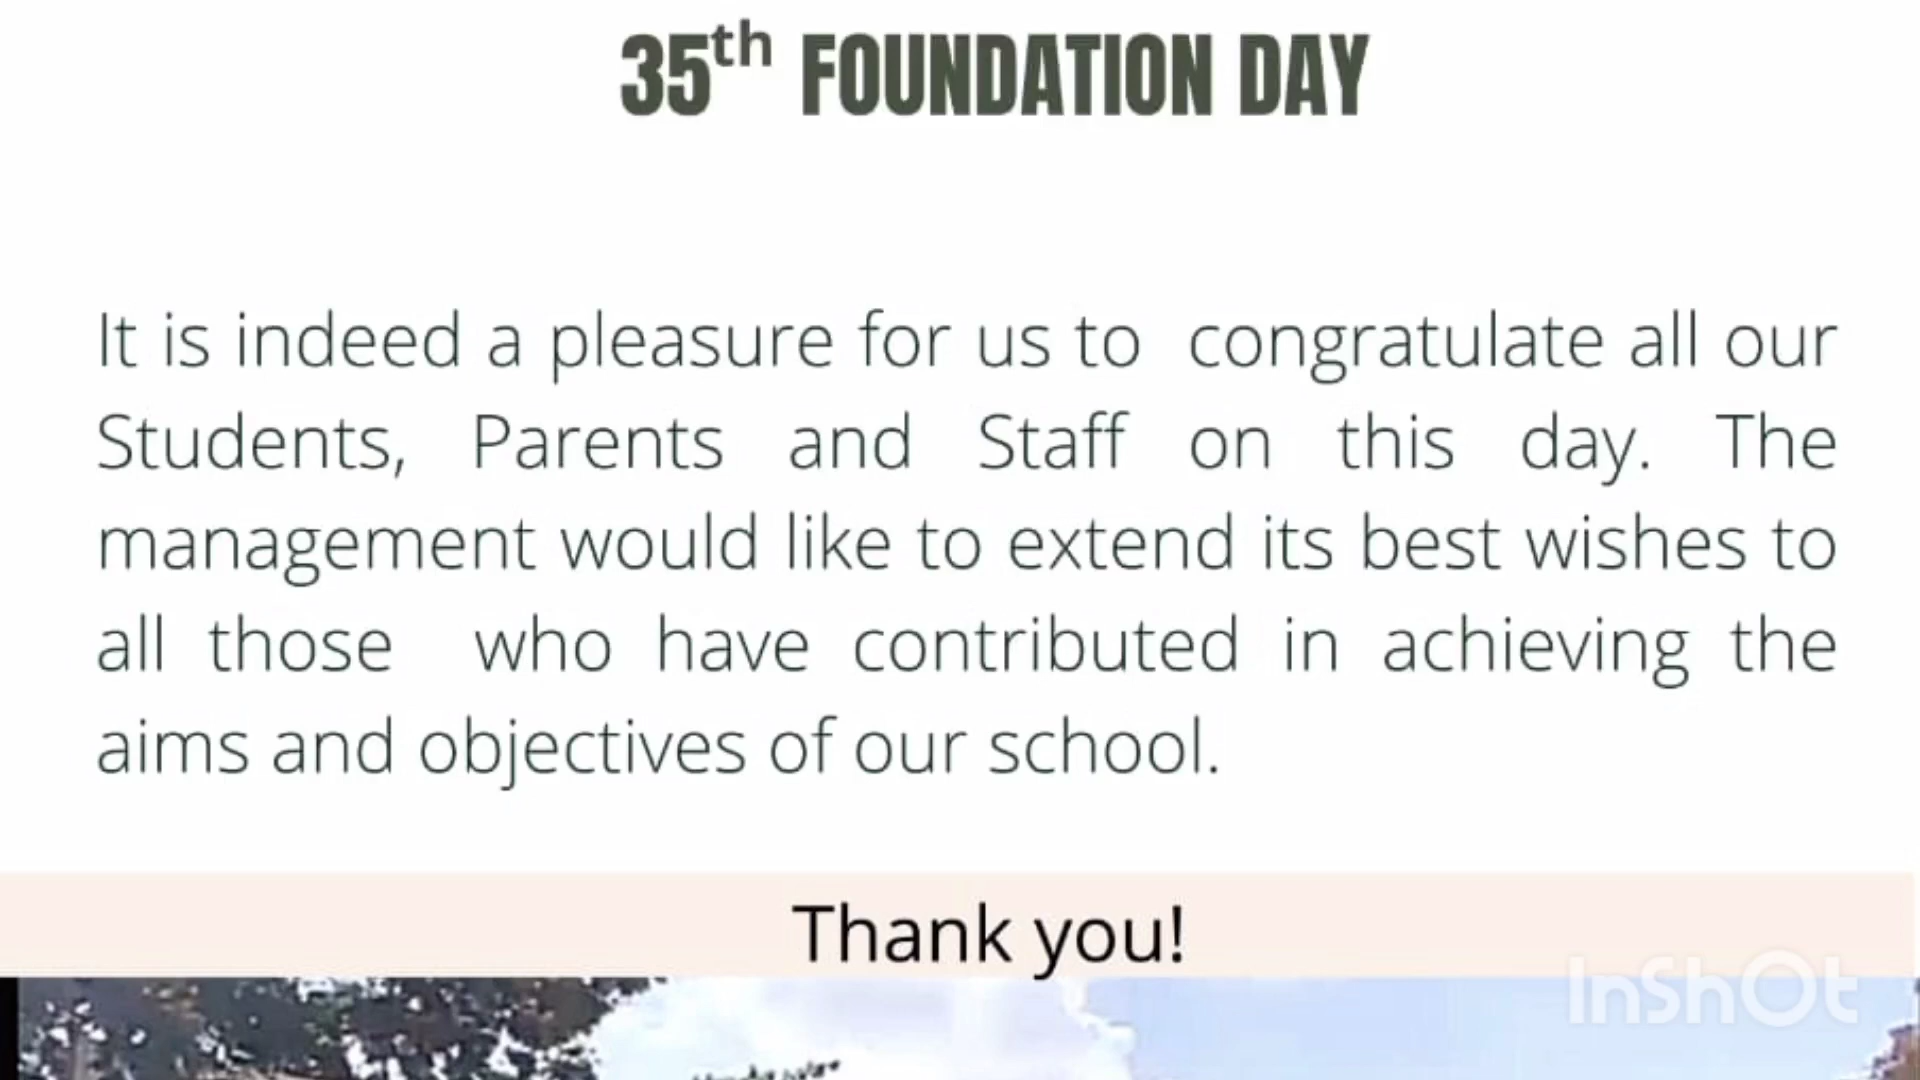 35th FOUNDATION DAY
It is indeed a pleasure for us to congratulate all our
Students, Parents and Staff on this day. The
management would like to extend its best wishes to
all those who have contributed in achieving the
aims and objectives of our school.
Thank you!
InShOt